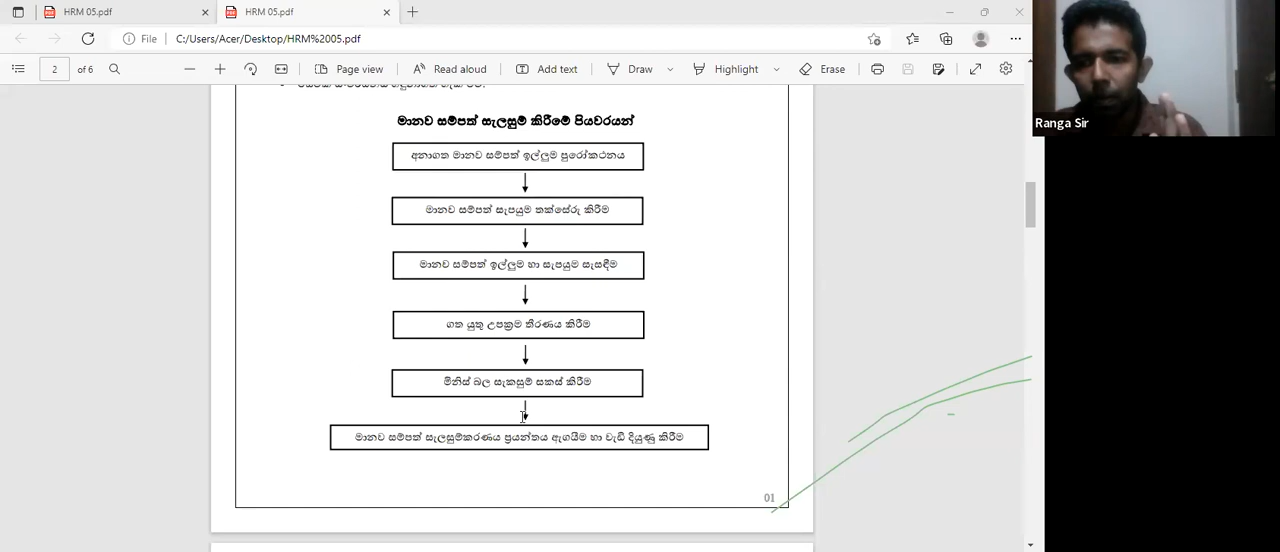 HRM 05.pdf
HRM 05.pdf
File C:/Users/Acer/Desktop/HRM%2005.pdf
2 of 6 Page view Read aloud Add text Draw Highlight Erase
Ranga Sir
මානව සම්පත් සැලසුම් කිරීමේ පියවරයන්
අනාගත මානව සම්පත් ඉල්ලුම පුරෝකථනය
මානව සම්පත් සැපයුම තක්සේරු කිරීම
මානව සම්පත් ඉල්ලුම හා සැපයුම සැසඳීම
ගත යුතු උපක්‍රම තීරණය කිරීම
මිනිස් බල සැකසුම් සකස් කිරීම
මානව සම්පත් සැලසුම්කරණය ප්‍රයත්තය ඇගයීම හා වැඩි දියුණු කිරීම
01